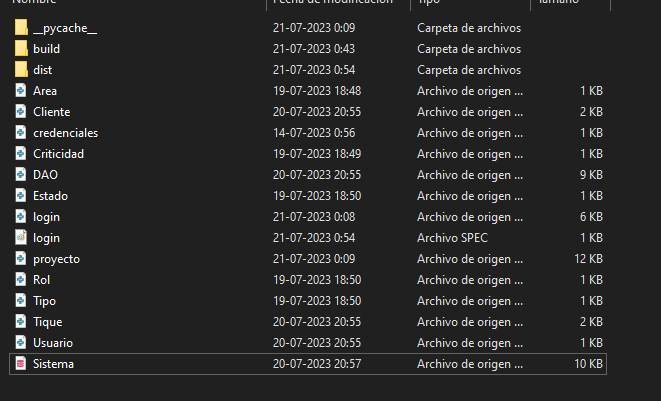 Nombre Fecha de modificación Tipo Tamaño
__pycache__ 21-07-2023 0:09 Carpeta de archivos
build 21-07-2023 0:43 Carpeta de archivos
dist 21-07-2023 0:54 Carpeta de archivos
Area 19-07-2023 18:48 Archivo de origen ... 1 KB
Cliente 20-07-2023 20:55 Archivo de origen ... 2 KB
credenciales 14-07-2023 0:56 Archivo de origen ... 1 KB
Criticidad 19-07-2023 18:49 Archivo de origen ... 1 KB
DAO 20-07-2023 20:55 Archivo de origen ... 9 KB
Estado 19-07-2023 18:50 Archivo de origen ... 1 KB
login 21-07-2023 0:08 Archivo de origen ... 6 KB
login 21-07-2023 0:54 Archivo SPEC 1 KB
proyecto 21-07-2023 0:09 Archivo de origen ... 12 KB
Rol 19-07-2023 18:50 Archivo de origen ... 1 KB
Tipo 19-07-2023 18:50 Archivo de origen ... 1 KB
Tique 20-07-2023 20:55 Archivo de origen ... 2 KB
Usuario 20-07-2023 20:55 Archivo de origen ... 1 KB
Sistema 20-07-2023 20:57 Archivo de origen ... 10 KB